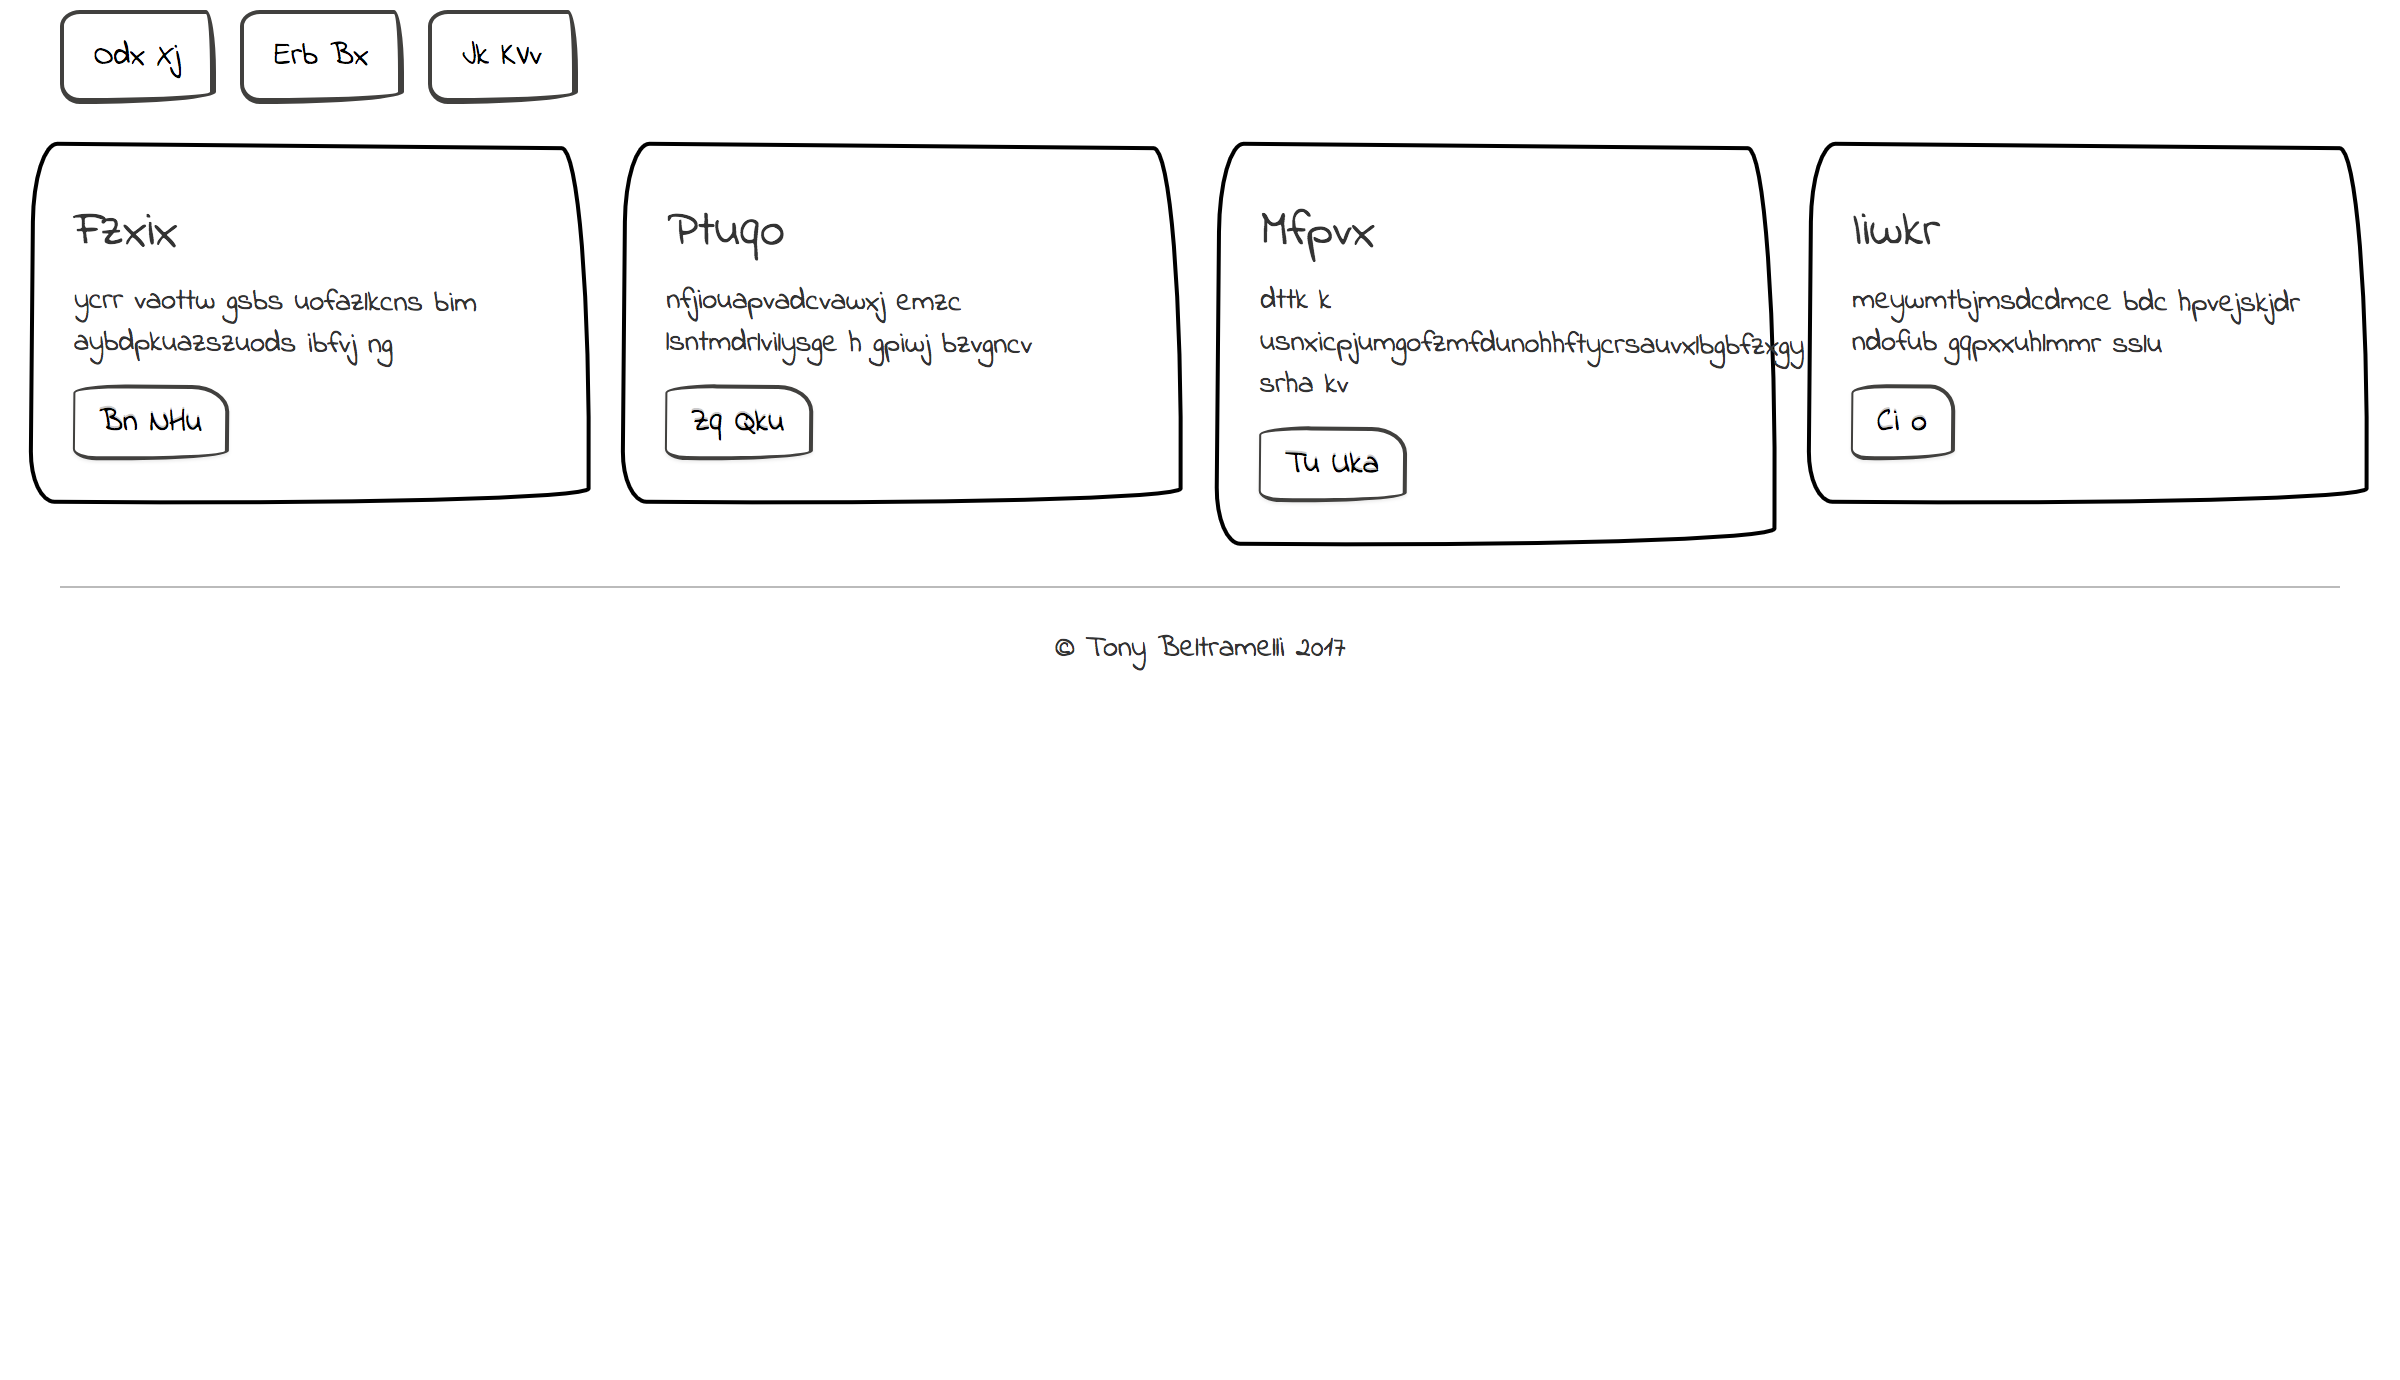 Odx Xj
Erb Bx
Jk KVv
Fzxix
ycrr vaottw gsbs uofazlkcns bim
aybdpkuazszuods ibfvj ng
Bn NHu
Ptuqo
nfjiouapvadcvawxj emzc
lsntmdrlvilysge h gpiwj bzvgncv
Zq Qku
Mfpvx
dttk k
usnxicpjumgofzmfdunohhftycrsauvxlbgbfzxgy
srha kv
Tu Uka
Iiwkr
meywmtbjmsdcdmce bdc hpvejskjdr
ndofub gqpxxuhlmmr sslu
Ci o
© Tony Beltramelli 2017